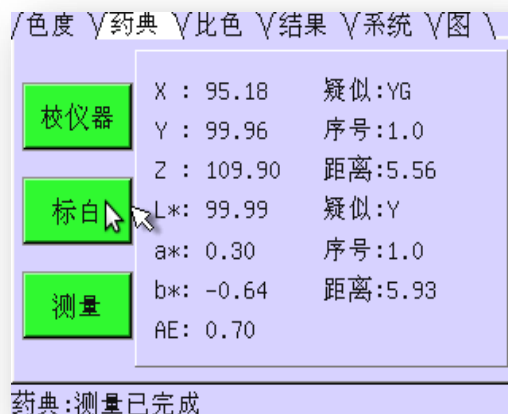 色度 药典 比色 结果 系统 图
校仪器
标白
测量
X : 95.18 疑似:YG
Y : 99.96 序号:1.0
Z : 109.90 距离:5.56
L*: 99.99 疑似:Y
a*: 0.30 序号:1.0
b*: -0.64 距离:5.93
AE: 0.70
药典:测量已完成